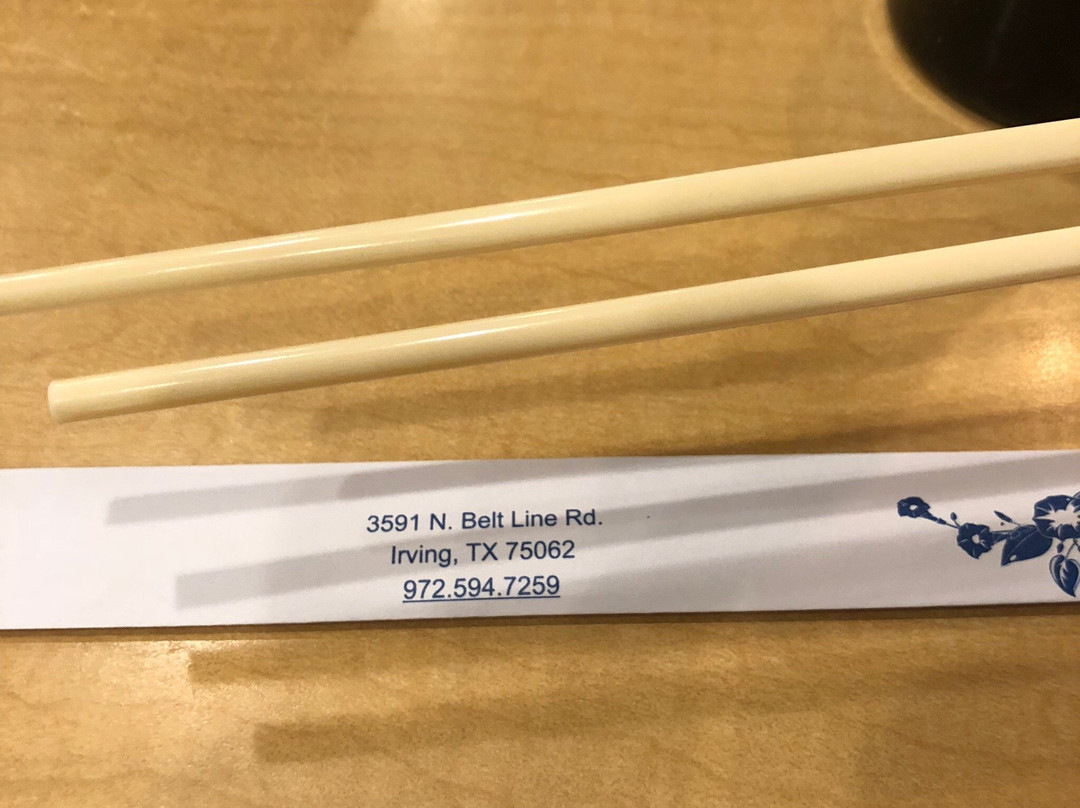 3591 N. Belt Line Rd.
Irving, TX 75062
972.594.7259